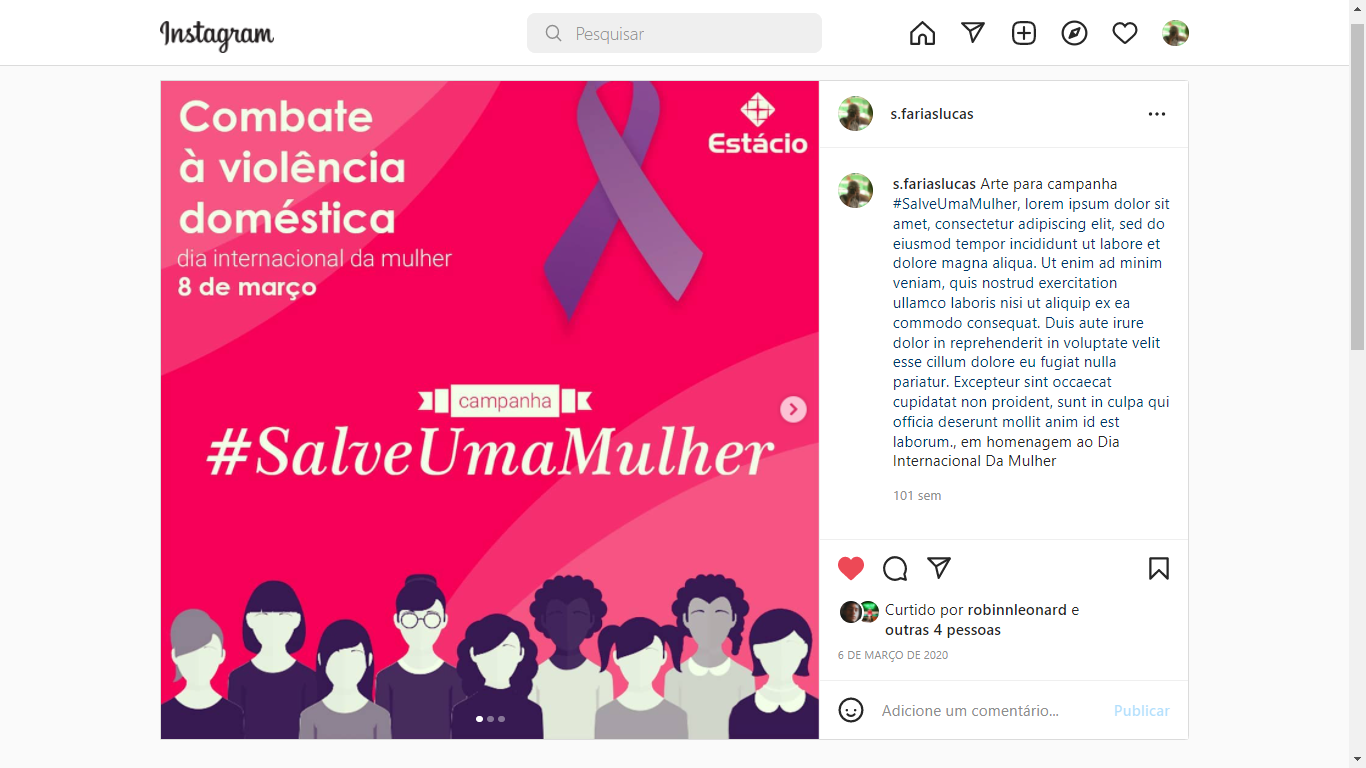 Instagram
Pesquisar
Combate
à violência
doméstica
dia internacional da mulher
8 de março
Estácio
campanha
#SalveUmaMulher
s.fariaslucas
s.fariaslucas Arte para campanha
#SalveUmaMulher, lorem ipsum dolor sit
amet, consectetur adipiscing elit, sed do
eiusmod tempor incididunt ut labore et
dolore magna aliqua. Ut enim ad minim
veniam, quis nostrud exercitation
ullamco laboris nisi ut aliquip ex ea
commodo consequat. Duis aute irure
dolor in reprehenderit in voluptate velit
esse cillum dolore eu fugiat nulla
pariatur. Excepteur sint occaecat
cupidatat non proident, sunt in culpa qui
officia deserunt mollit anim id est
laborum., em homenagem ao Dia
Internacional Da Mulher
101 sem
Curtido por robinnleonard e
outras 4 pessoas
6 DE MARÇO DE 2020
Adicione um comentário...
Publicar